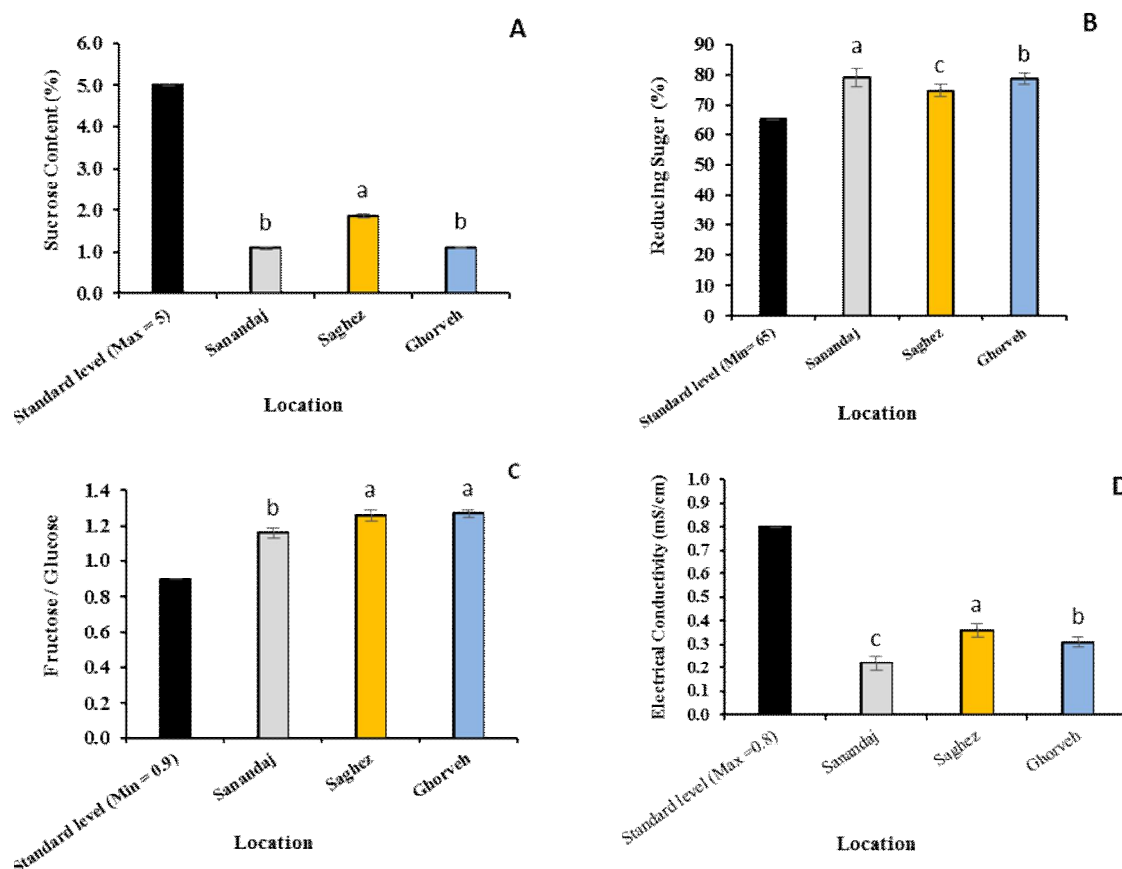 A
Sucrose Content (%)
6.0
5.0
4.0
3.0
2.0
1.0
0.0
b
a
b
Standard level (Max = 5)
Sanandaj
Saghez
Ghorveh
Location
B
Reducing Suger (%)
90
80
70
60
50
40
30
20
10
0
a
c
b
Standard level (Min= 65)
Sanandaj
Saghez
Ghorveh
Location
C
Fructose / Glucose
1.4
1.2
1.0
0.8
0.6
0.4
0.2
0.0
b
a
a
Standard level (Min = 0.9)
Sanandaj
Saghez
Ghorveh
Location
D
Electrical Conductivity (mS/cm)
1.0
0.9
0.8
0.7
0.6
0.5
0.4
0.3
0.2
0.1
0.0
c
a
b
Standard level (Max =0.8)
Sanandaj
Saghez
Ghorveh
Location